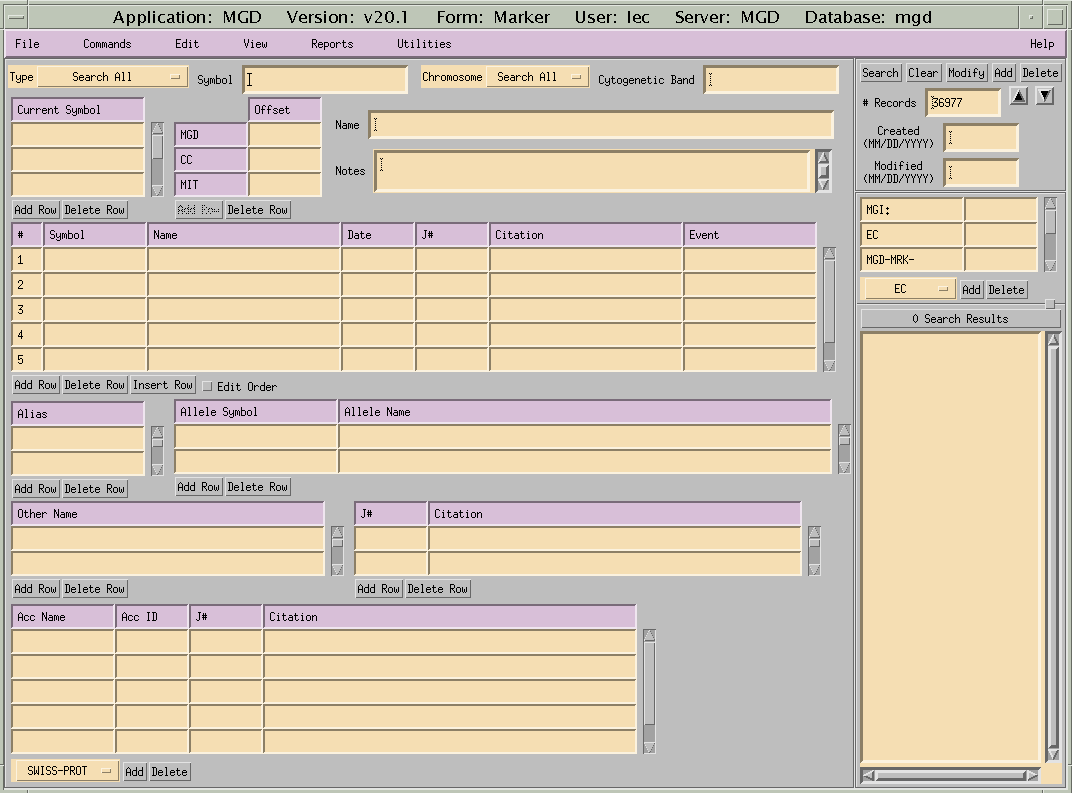 Application: MGD Version: v20.1 Form: Marker User: lec Server: MGD Database: mgd
File Commands Edit View Reports Utilities Help
Type Search All Symbol Chromosome Search All Cytogenetic Band
Search Clear Modify Add Delete
# Records 36977
Created
(MM/DD/YYYY)
Modified
(MM/DD/YYYY)
Current Symbol
Offset
MGD
CC
MIT
Name
Notes
Add Row Delete Row Add Row Delete Row
MGI:
EC
MGD-MRK-
EC Add Delete
0 Search Results
# Symbol Name Date J# Citation Event
1
2
3
4
5
Add Row Delete Row Insert Row Edit Order
Alias
Allele Symbol Allele Name
Add Row Delete Row Add Row Delete Row
Other Name J# Citation
Add Row Delete Row Add Row Delete Row
Acc Name Acc ID J# Citation
SWISS-PROT Add Delete